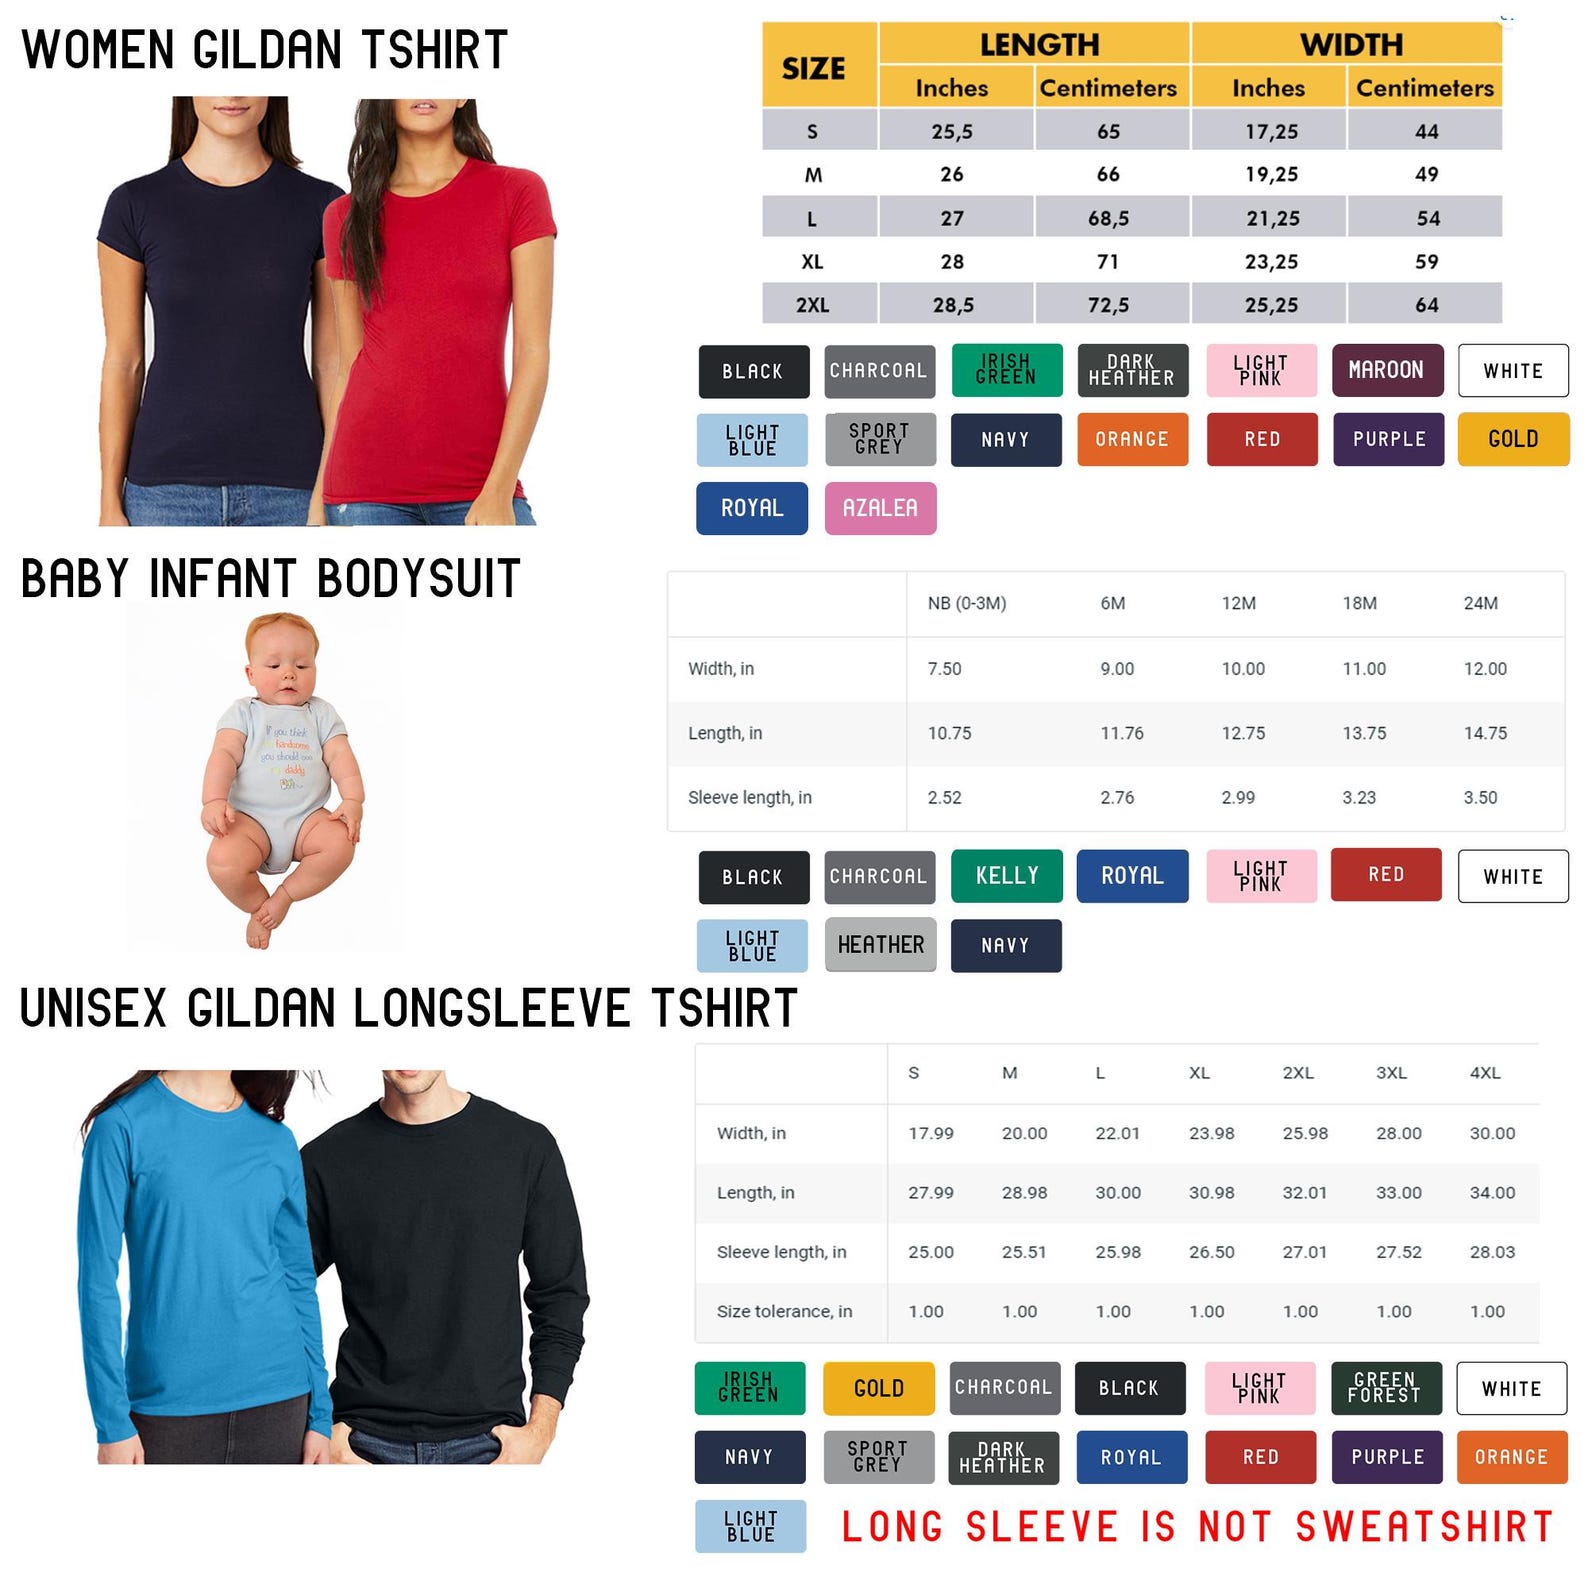 WOMEN GILDAN TSHIRT
SIZE LENGTH WIDTH
Inches Centimeters Inches Centimeters
S 25,5 65 17,25 44
M 26 66 19,25 49
L 27 68,5 21,25 54
XL 28 71 23,25 59
2XL 28,5 72,5 25,25 64
BLACK CHARCOAL IRISH GREEN DARK HEATHER LIGHT PINK MAROON WHITE
LIGHT BLUE SPORT GREY NAVY ORANGE RED PURPLE GOLD
ROYAL AZALEA
BABY INFANT BODYSUIT
If you think
handsome
you should see
daddy
NB (0-3M) 6M 12M 18M 24M
Width, in 7.50 9.00 10.00 11.00 12.00
Length, in 10.75 11.76 12.75 13.75 14.75
Sleeve length, in 2.52 2.76 2.99 3.23 3.50
BLACK CHARCOAL KELLY ROYAL LIGHT PINK RED WHITE
LIGHT BLUE HEATHER NAVY
UNISEX GILDAN LONGSLEEVE TSHIRT
S M L XL 2XL 3XL 4XL
Width, in 17.99 20.00 22.01 23.98 25.98 28.00 30.00
Length, in 27.99 28.98 30.00 30.98 32.01 33.00 34.00
Sleeve length, in 25.00 25.51 25.98 26.50 27.01 27.52 28.03
Size tolerance, in 1.00 1.00 1.00 1.00 1.00 1.00 1.00
IRISH GREEN GOLD CHARCOAL BLACK LIGHT PINK GREEN FOREST WHITE
NAVY SPORT GREY DARK HEATHER ROYAL RED PURPLE ORANGE
LIGHT BLUE LONG SLEEVE IS NOT SWEATSHIRT